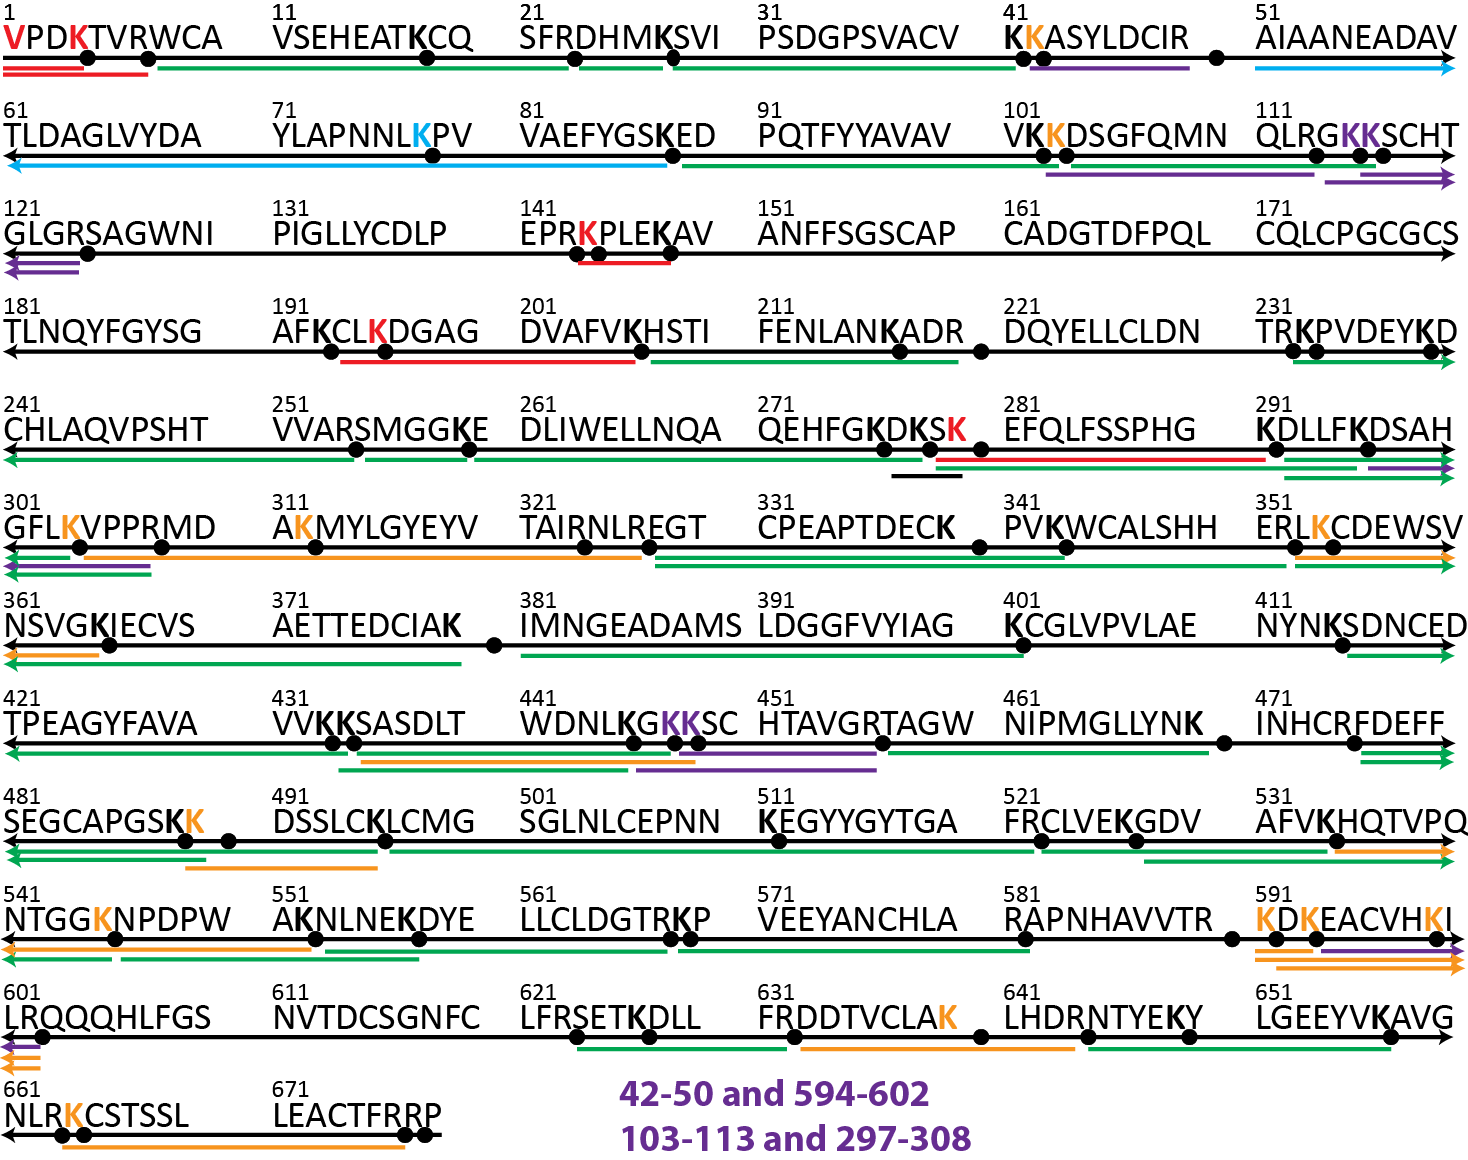 1 11 21 31 41 51
VPDKTVRWCA VSEHEATKCQ SFRDHMKSVI PSDGPSVACV KKASYLDCIR AIAANEADAV
61 71 81 91 101 111
TLDAGLVYDA YLAPNNLKPV VAEFYGSKED PQTFYYAVAV VKKDSGFQMN QLRGKKSCHT
121 131 141 151 161 171
GLGRSAGWNI PIGLLYCDLP EPRKPLEKAV ANFFSGSCAP CADGTDFPQL CQLCPGCGCS
181 191 201 211 221 231
TLNQYFGYSG AFKCLKDGAG DVAFVKHSTI FENLANKADR DQYELLCLDN TRKPVDEYKD
241 251 261 271 281 291
CHLAQVPSHT VVARSMGGKE DLIWELLNQA QEHFGKDKSK EFQLFSSPHG KDLLFKDSAH
301 311 321 331 341 351
GFLKVPPRMD AKMYLGYEYV TAIRNLREGT CPEAPTDECK PVKWCALSHH ERLKCDEWSV
361 371 381 391 401 411
NSVGKIECVS AETTEDCIAK IMNGEADAMS LDGGFVYIAG KCGLVPVLAE NYNKSDNCED
421 431 441 451 461 471
TPEAGYFAVA VVKKSASDLT WDNLKGKKSC HTAVGRTAGW NIPMGLLYNK INHCRFDEFF
481 491 501 511 521 531
SEGCAPGSKK DSSLCKLCMG SGLNLCEPNN KEGYYGYTGA FRCLVEKGDV AFVKHQTVPQ
541 551 561 571 581 591
NTGGKNPDPW AKNLNEKDYE LLCLDGTRKP VEEYANCHLA RAPNHAVVTR KDKEACVHKI
601 611 621 631 641 651
LRQQQHLFGS NVTDCSGNFC LFRSETKDLL FRDDTVCLAK LHDRNTYEKY LGEEYVKAVG
661 671
NLRKCSTSSL LEACTFRRP
42-50 and 594-602
103-113 and 297-308